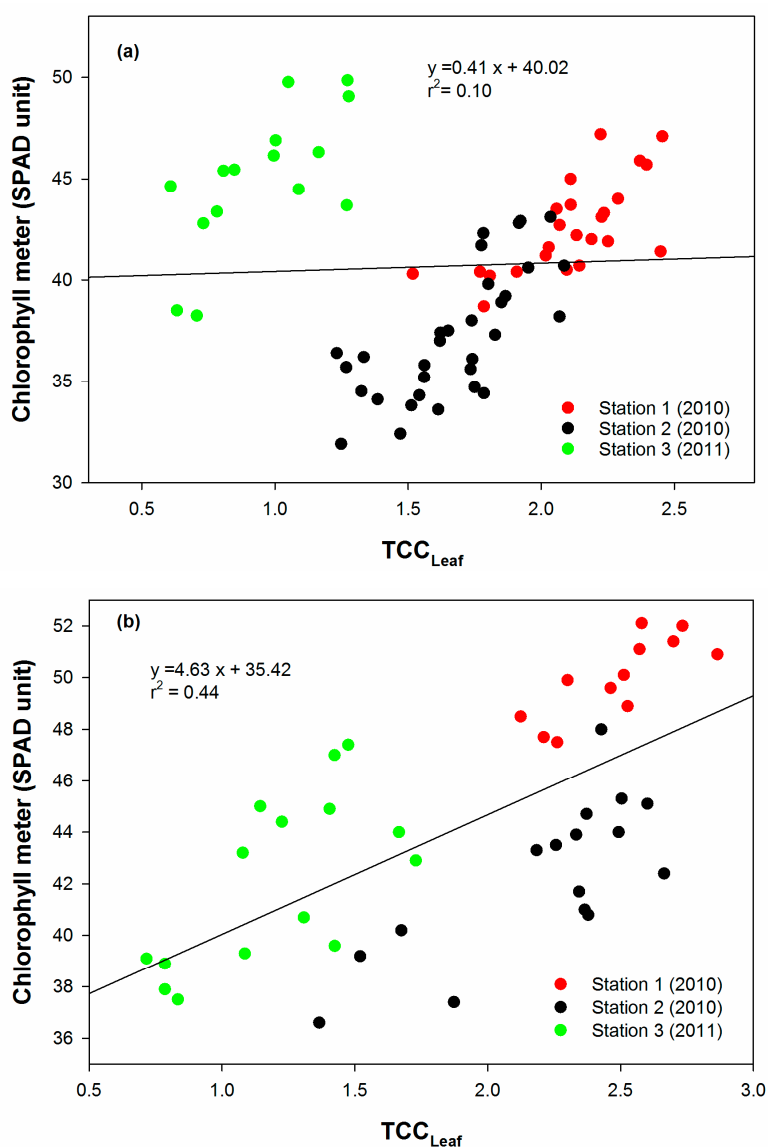 (a)
y =0.41 x + 40.02
r² = 0.10
Chlorophyll meter (SPAD unit)
50
45
40
35
30
Station 1 (2010)
Station 2 (2010)
Station 3 (2011)
0.5 1.0 1.5 2.0 2.5
TCC Leaf
(b)
y =4.63 x + 35.42
r² = 0.44
Chlorophyll meter (SPAD unit)
52
50
48
46
44
42
40
38
36
Station 1 (2010)
Station 2 (2010)
Station 3 (2011)
0.5 1.0 1.5 2.0 2.5 3.0
TCC Leaf